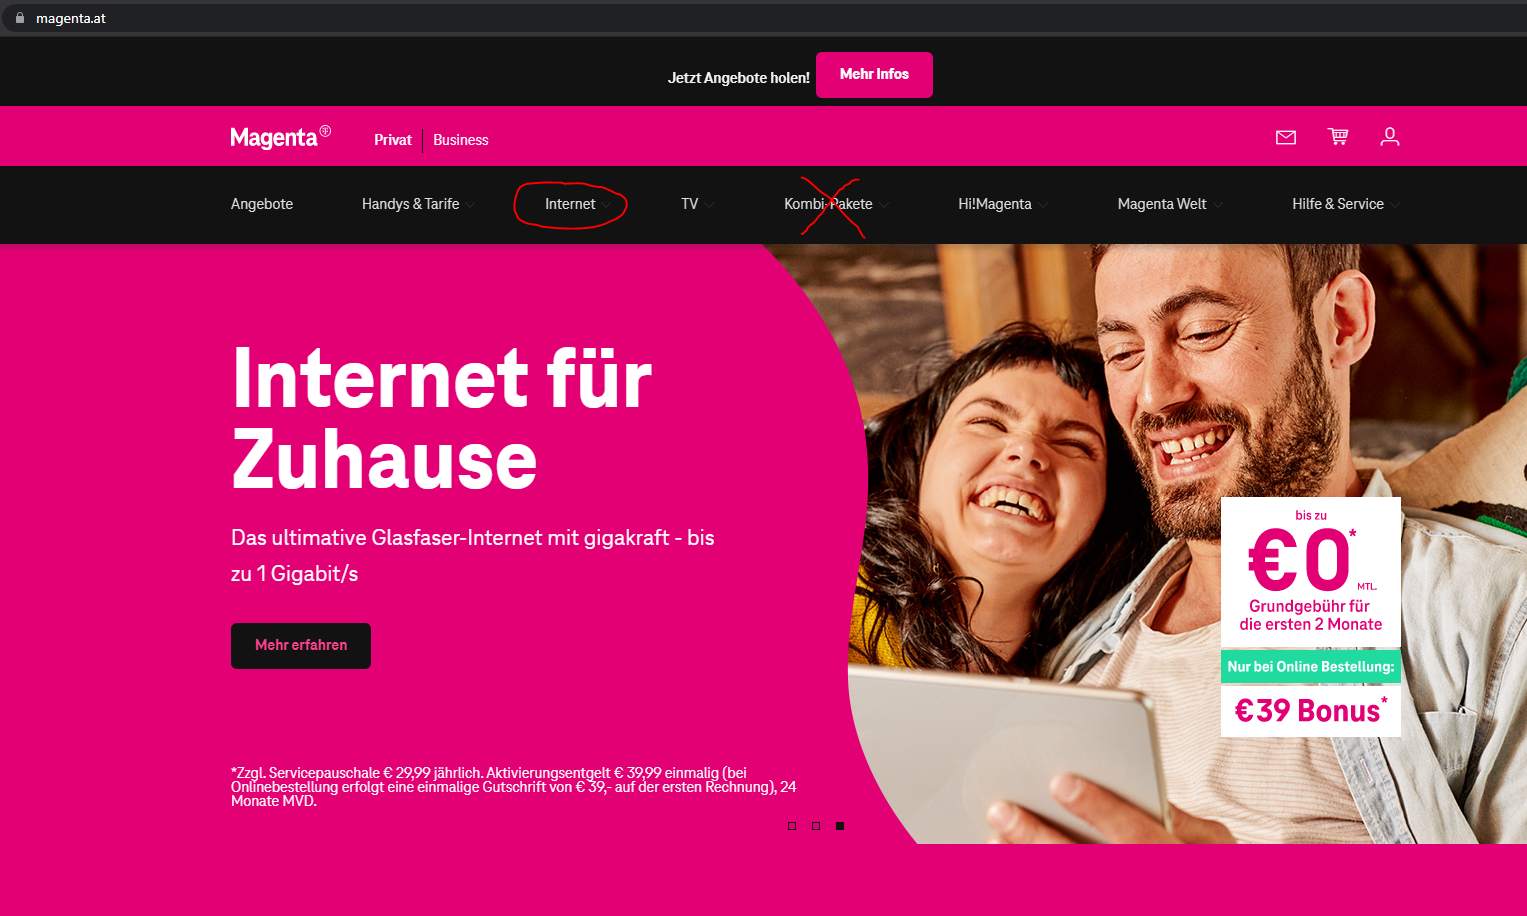 magenta.at
Jetzt Angebote holen! Mehr Infos
Magenta Privat Business
Angebote Handys & Tarife Internet TV Kombi-Pakete Hi!Magenta Magenta Welt Hilfe & Service
Internet für
Zuhause
Das ultimative Glasfaser-Internet mit gigakraft - bis
zu 1 Gigabit/s
Mehr erfahren
*Zzgl. Servicepauschale € 29,99 jährlich. Aktivierungsentgelt € 39,99 einmalig (bei
Onlinebestellung erfolgt eine einmalige Gutschrift von € 39,- auf der ersten Rechnung), 24
Monate MVD.
bis zu
€0*
MTL.
Grundgebühr für
die ersten 2 Monate
Nur bei Online Bestellung:
€39 Bonus*